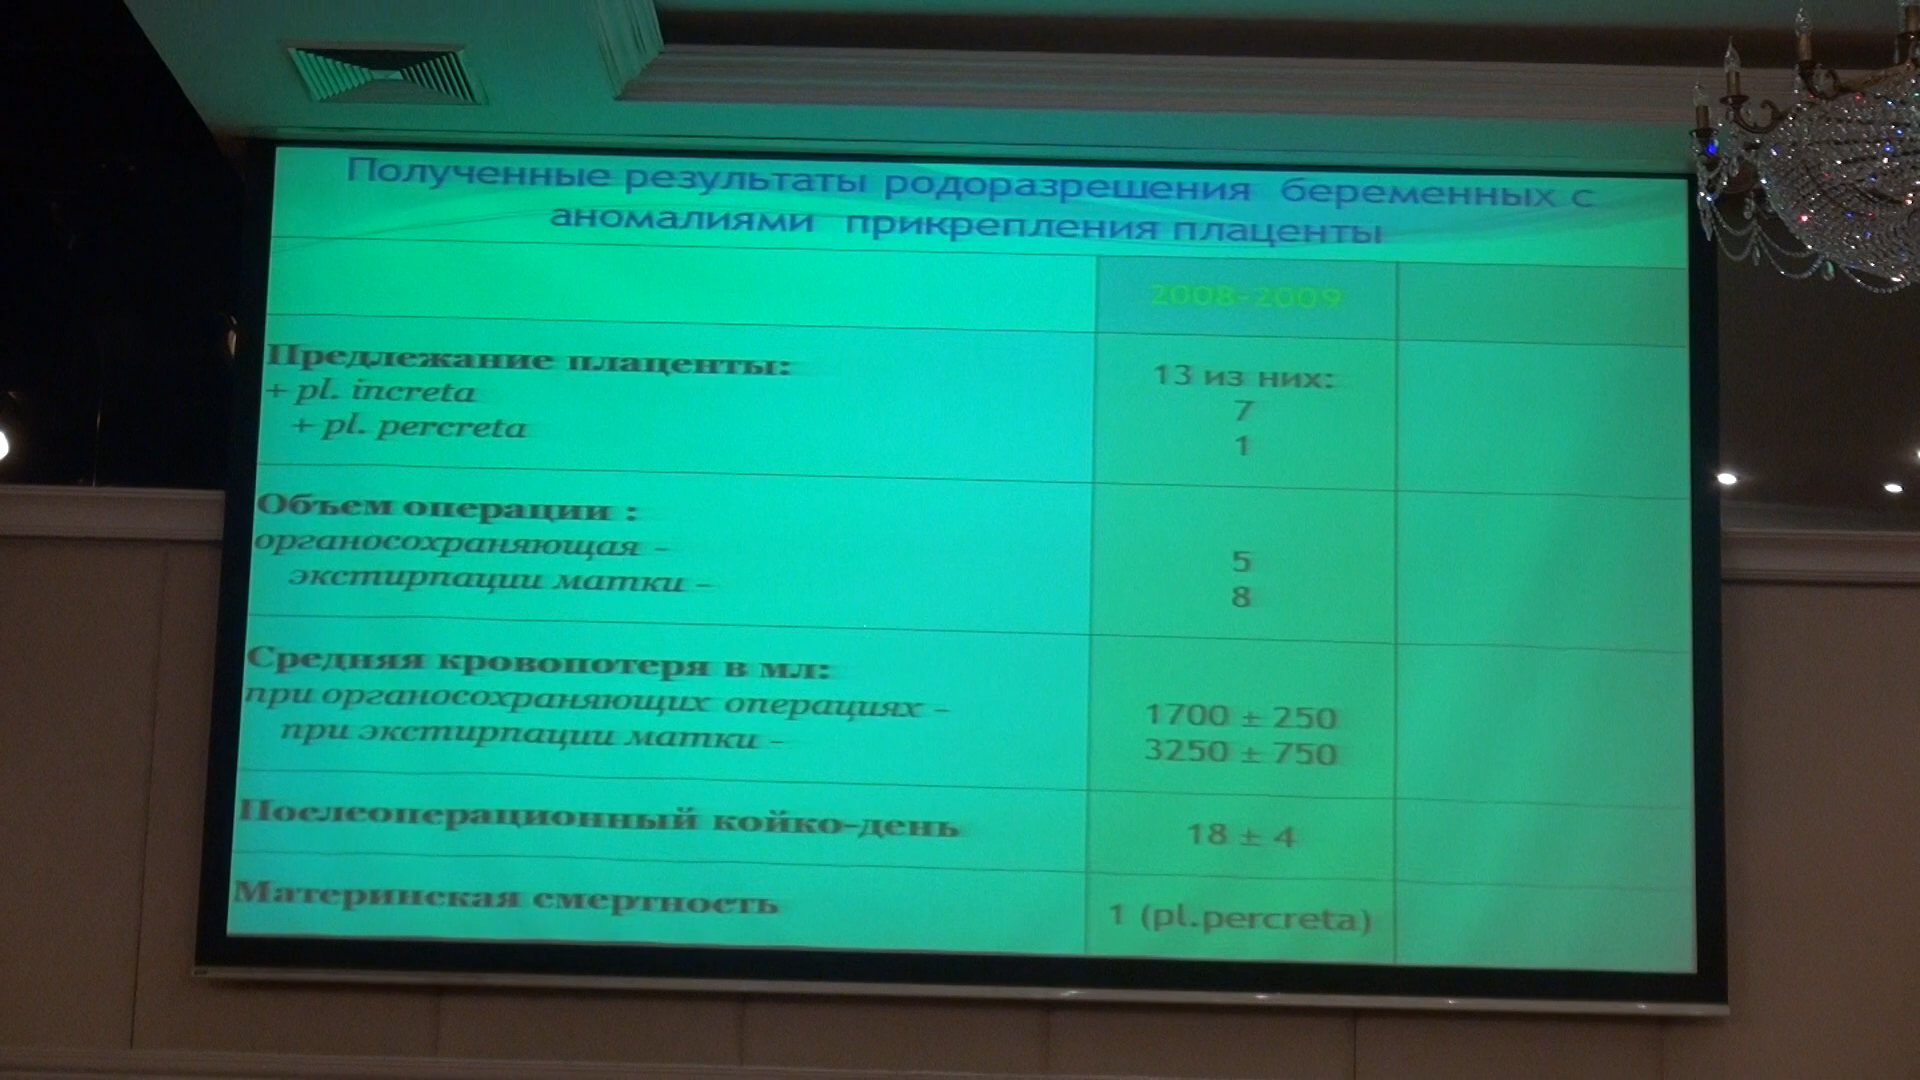 Полученные результаты родоразрешения беременных с
аномалиями прикрепления плаценты
2008-2009
Предлежание плаценты:
+ pl. increta
+ pl. percreta
13 из них:
7
1
Объем операции :
органосохраняющая -
экстирпации матки -
5
8
Средняя кровопотеря в мл:
при органосохраняющих операциях -
при экстирпации матки -
1700 ± 250
3250 ± 750
Послеоперационный койко-день
18 ± 4
Материнская смертность
1 (pl.percreta)